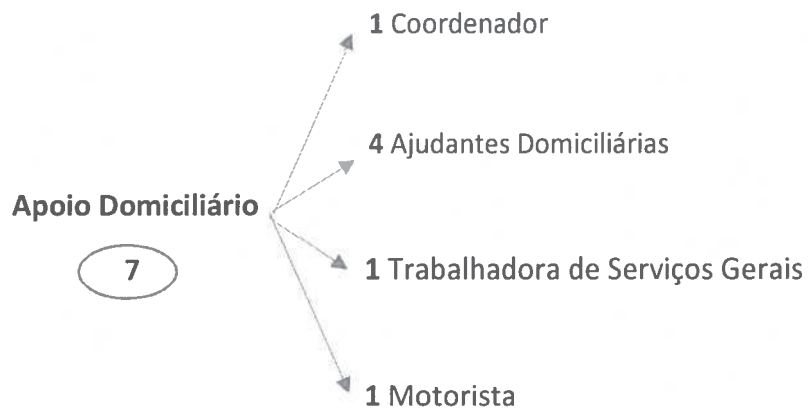 1 Coordenador
4 Ajudantes Domiciliárias
Apoio Domiciliário
7
1 Trabalhadora de Serviços Gerais
1 Motorista